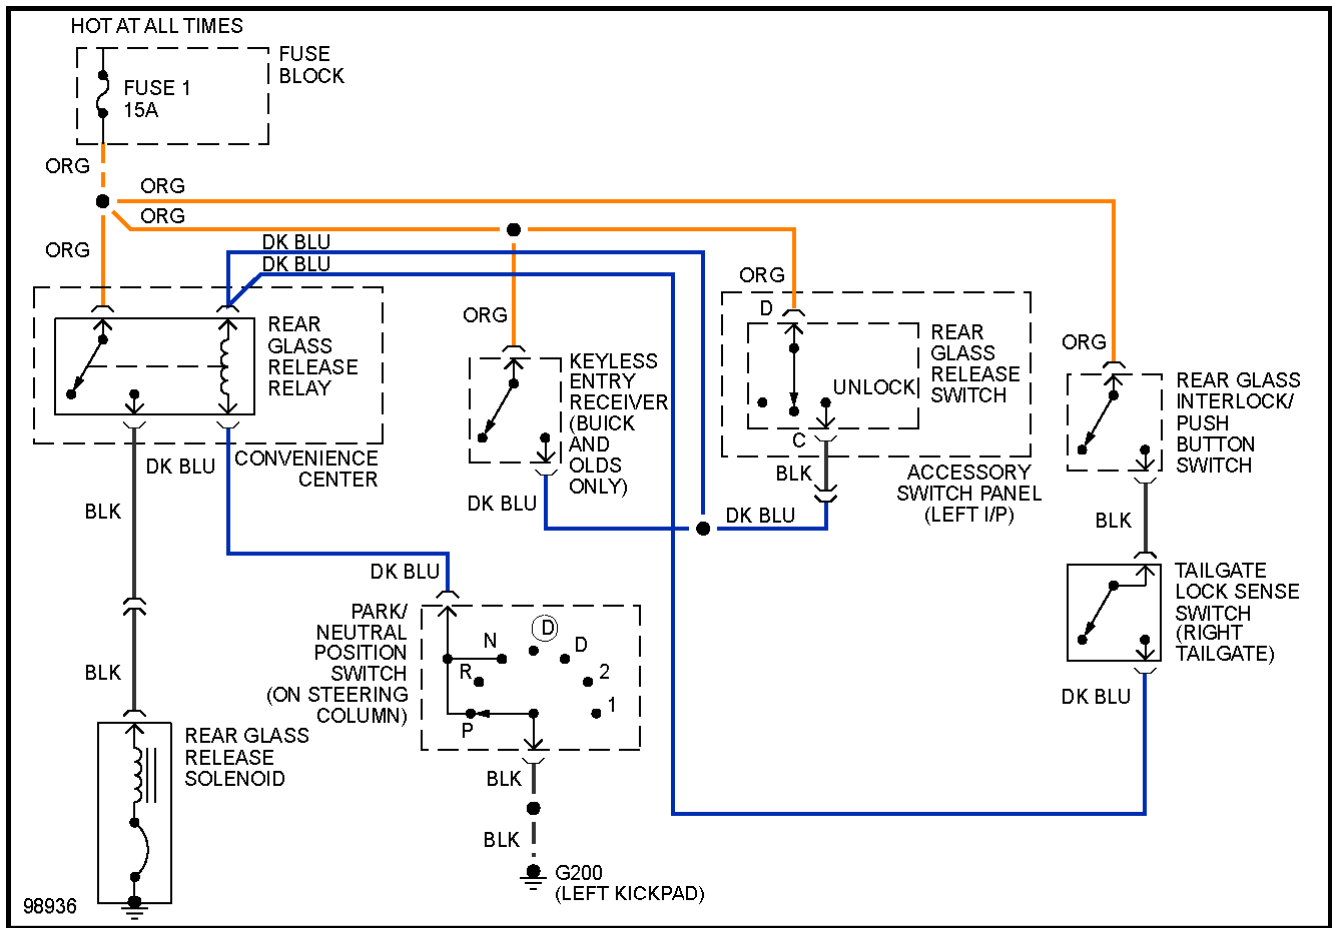 HOT AT ALL TIMES
FUSE
BLOCK
FUSE 1
15A
ORG
ORG
ORG
ORG
DK BLU
DK BLU
REAR
GLASS
RELEASE
RELAY
CONVENIENCE
CENTER
DK BLU
BLK
BLK
REAR GLASS
RELEASE
SOLENOID
98936
ORG
KEYLESS
ENTRY
RECEIVER
(BUICK
AND
OLDS
ONLY)
DK BLU
DK BLU
PARK/
NEUTRAL
POSITION
SWITCH
(ON STEERING
COLUMN)
N
D
D
R
2
P
1
BLK
BLK
G200
(LEFT KICKPAD)
ORG
D
UNLOCK
REAR
GLASS
RELEASE
SWITCH
C
BLK
ACCESSORY
SWITCH PANEL
(LEFT I/P)
DK BLU
ORG
REAR GLASS
INTERLOCK/
PUSH
BUTTON
SWITCH
BLK
TAILGATE
LOCK SENSE
SWITCH
(RIGHT
TAILGATE)
DK BLU